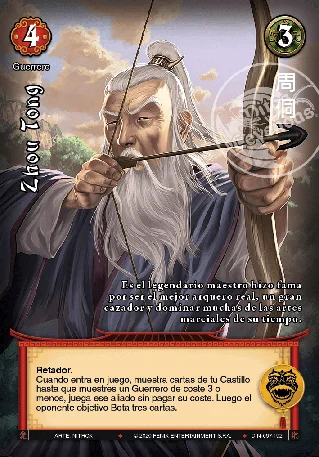 4
3
Guerrero
周
侗
Zhou Tong
Es el legendario maestro hizo fama
por ser el mejor arquero real, un gran
cazador y dominar muchas de las artes
marciales de su tiempo.
Retador.
Cuando entra en juego, muestra cartas de tu Castillo
hasta que muestres un Guerrero de coste 3 o
menos, juega ese aliado sin pagar su coste. Luego el
oponente objetivo Bota tres cartas.
© 2020 FENIX ENTERTAINMENT S.P.A.